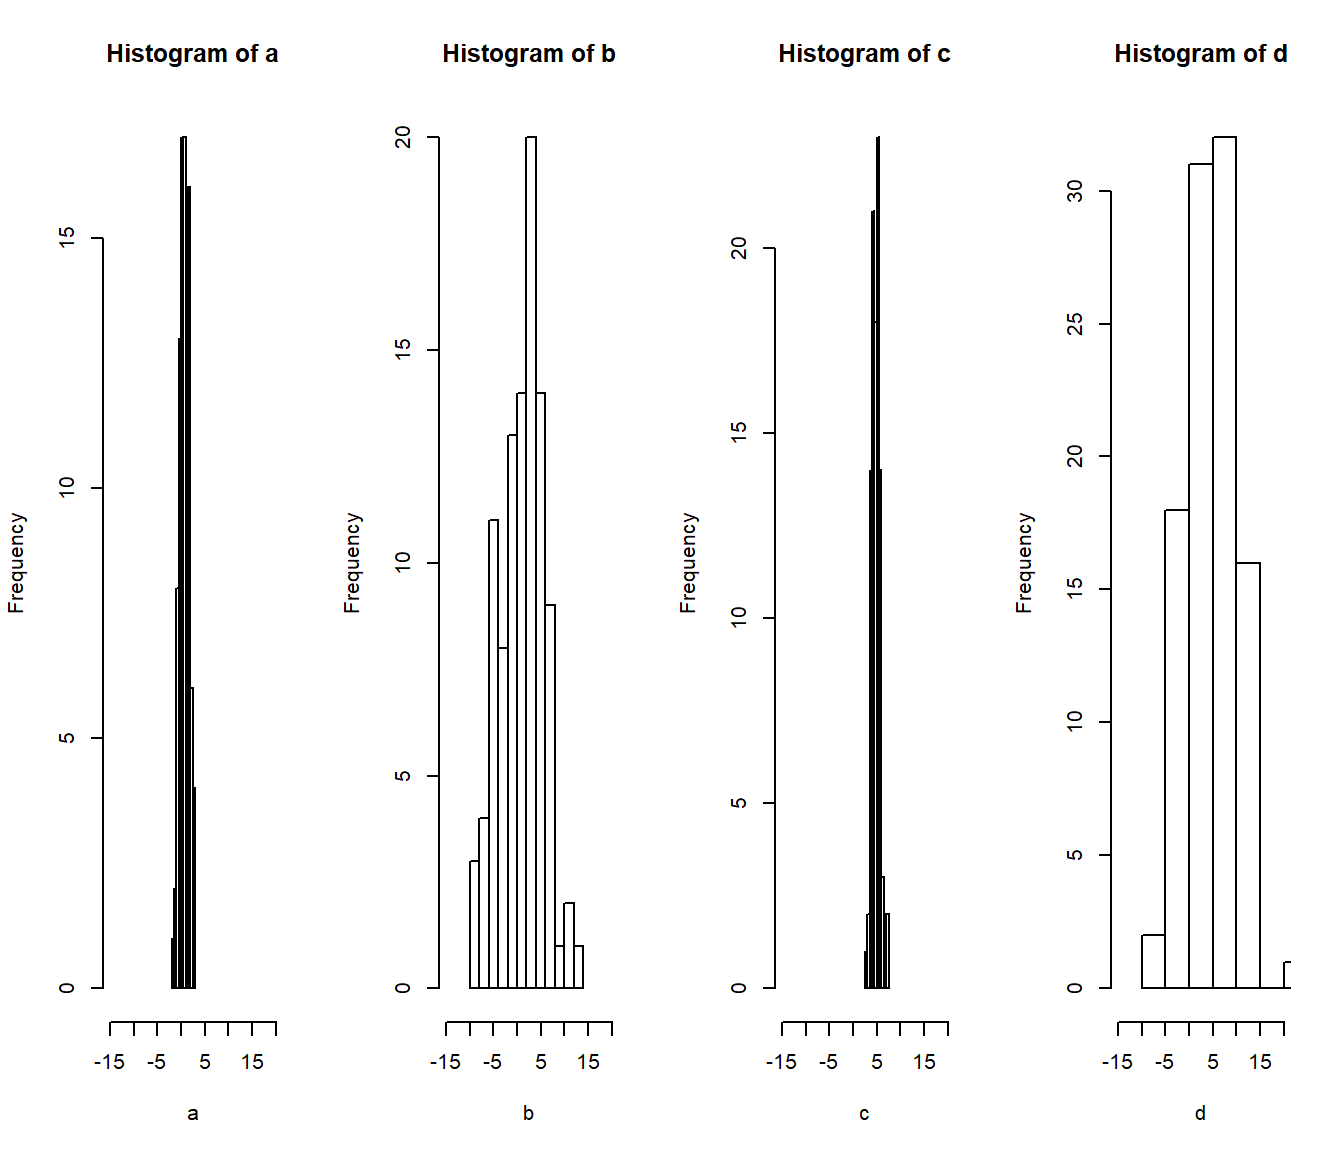 Histogram of a
Frequency
0 5 10 15
-15 -5 5 15
a
Histogram of b
Frequency
0 5 10 15 20
-15 -5 5 15
b
Histogram of c
Frequency
0 5 10 15 20
-15 -5 5 15
c
Histogram of d
Frequency
0 5 10 15 20 25 30
-15 -5 5 15
d